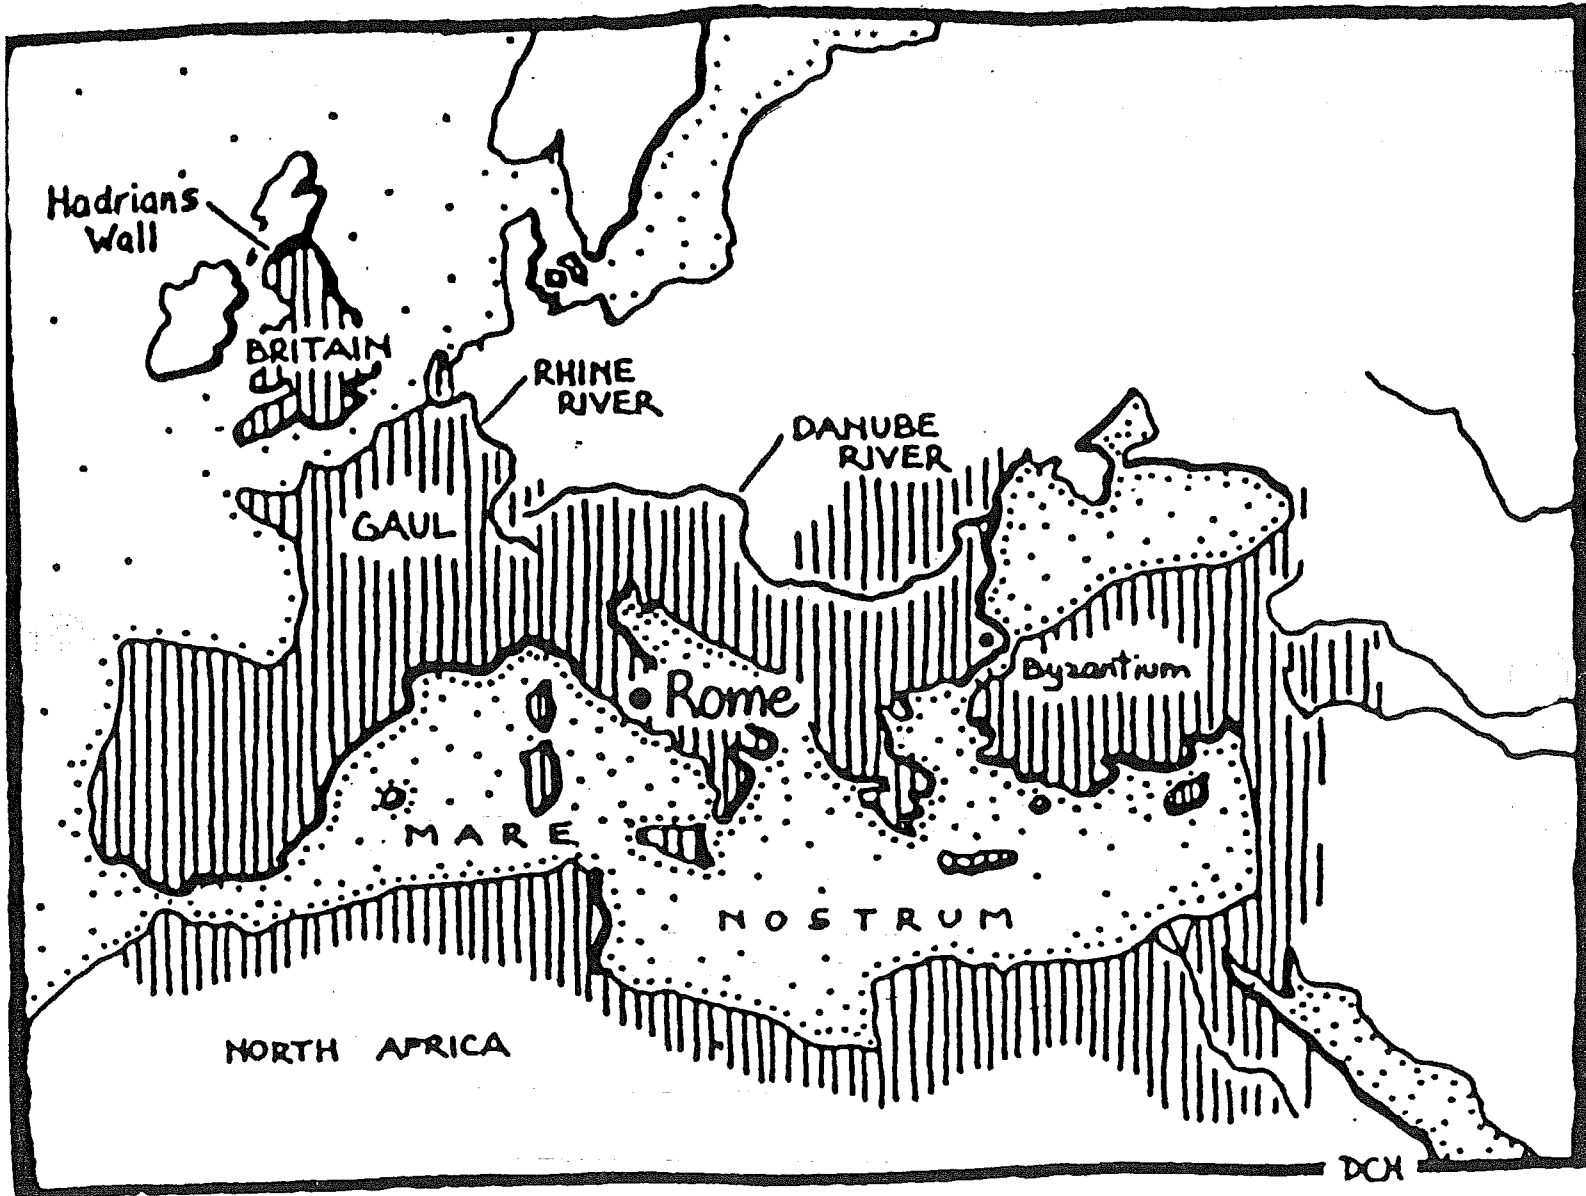 Hadrian's
Wall
BRITAIN
RHINE
RIVER
DANUBE
RIVER
GAUL
Byzantium
Rome
MARE
NOSTRUM
NORTH AFRICA
DCH